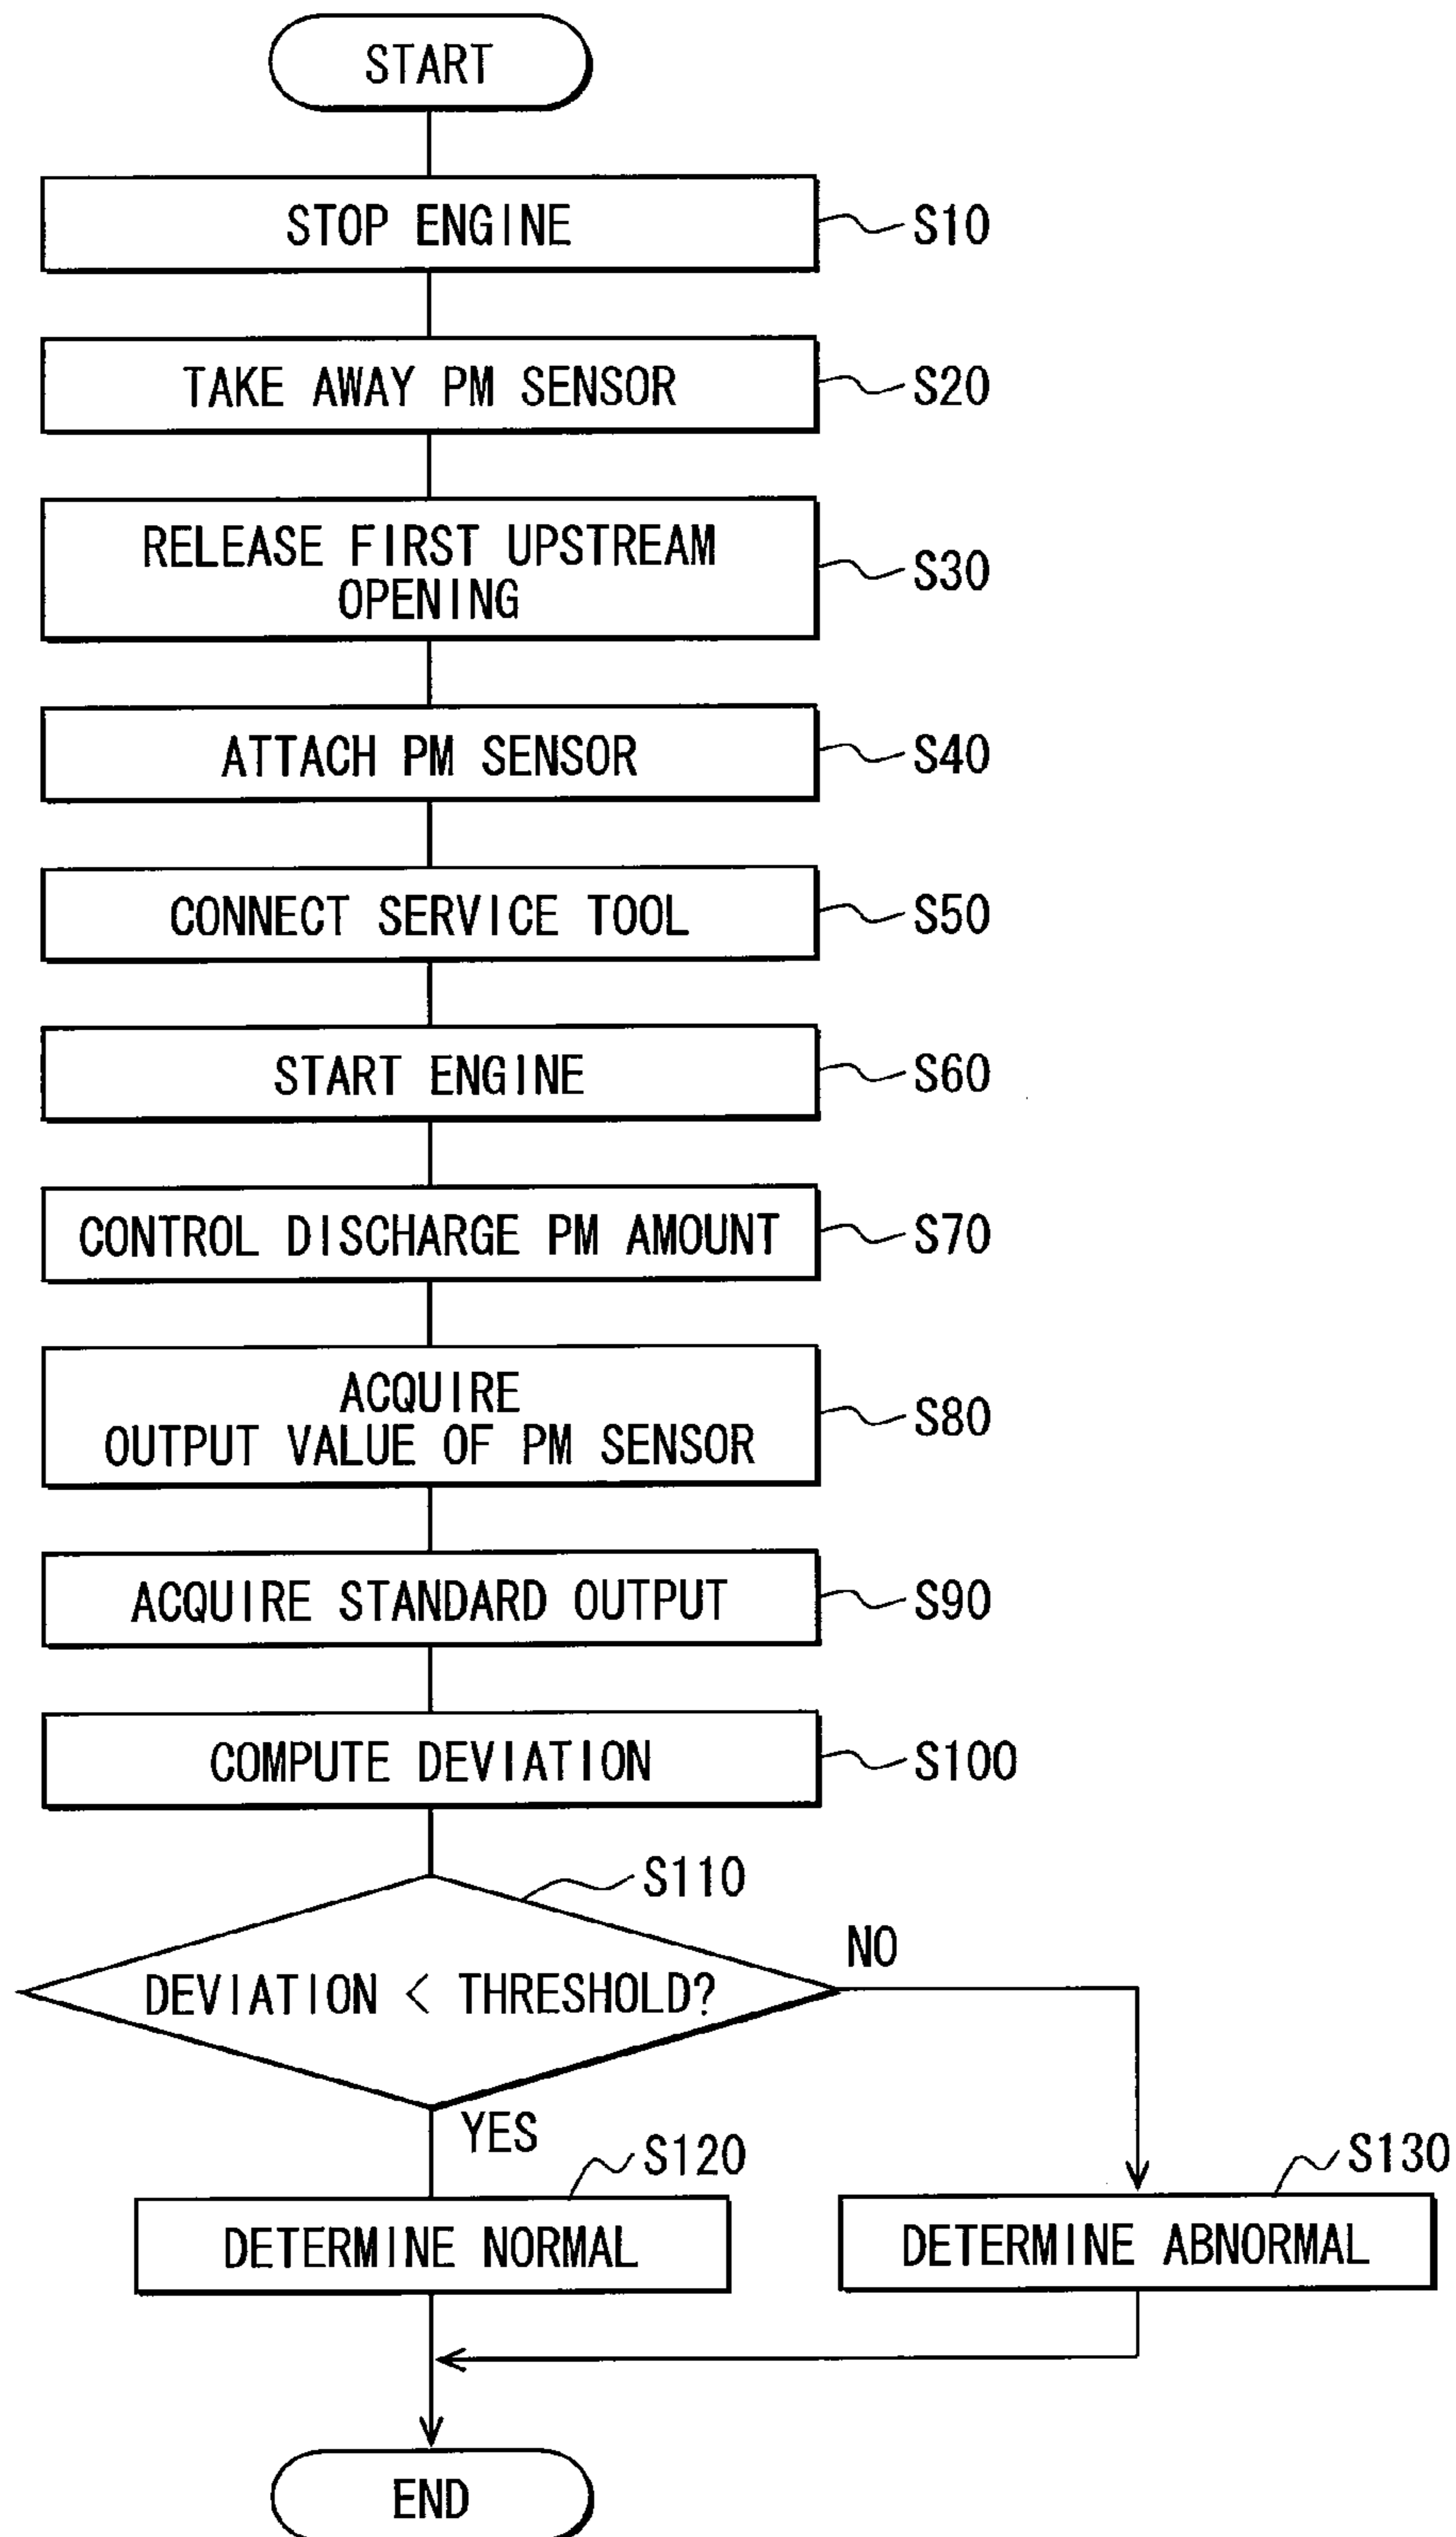 START
STOP ENGINE
S10
TAKE AWAY PM SENSOR
S20
RELEASE FIRST UPSTREAM
OPENING
S30
ATTACH PM SENSOR
S40
CONNECT SERVICE TOOL
S50
START ENGINE
S60
CONTROL DISCHARGE PM AMOUNT
S70
ACQUIRE
OUTPUT VALUE OF PM SENSOR
S80
ACQUIRE STANDARD OUTPUT
S90
COMPUTE DEVIATION
S100
S110
DEVIATION < THRESHOLD?
NO
YES
S120
DETERMINE NORMAL
S130
DETERMINE ABNORMAL
END